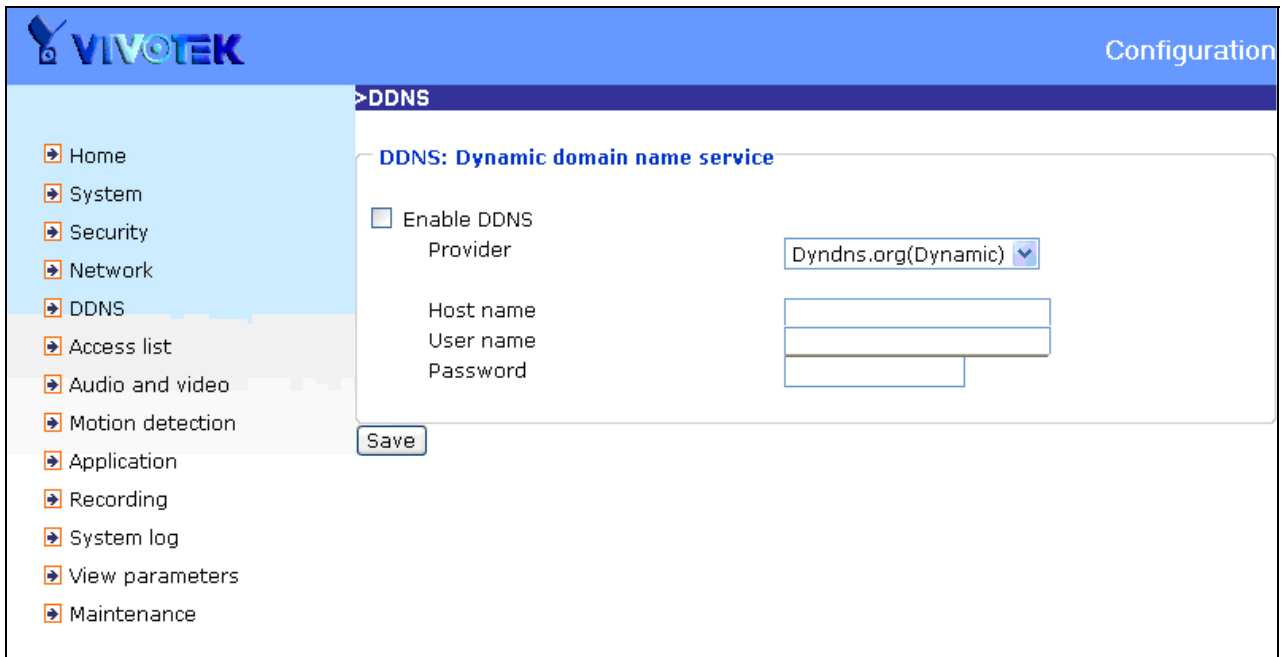 VIVOTEK
Configuration
>DDNS
Home
System
Security
Network
DDNS
Access list
Audio and video
Motion detection
Application
Recording
System log
View parameters
Maintenance
DDNS: Dynamic domain name service
Enable DDNS
Provider Dyndns.org(Dynamic)
Host name
User name
Password
Save